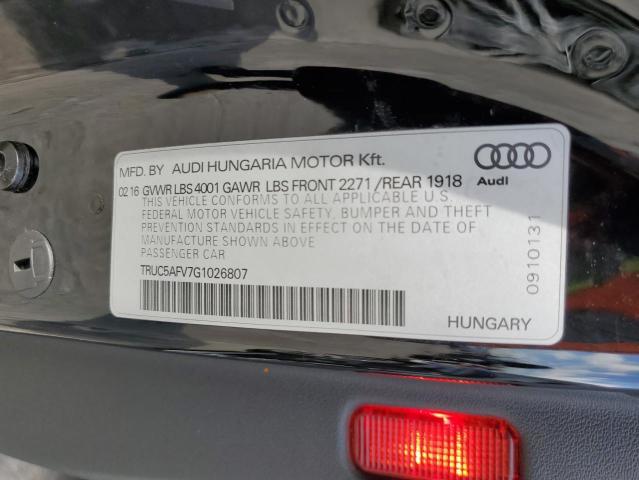 MFD. BY AUDI HUNGARIA MOTOR Kft.
02 16 GVWR LBS 4001 GAWR LBS FRONT 2271 /REAR 1918
THIS VEHICLE CONFORMS TO ALL APPLICABLE U.S.
FEDERAL MOTOR VEHICLE SAFETY, BUMPER AND THEFT
PREVENTION STANDARDS IN EFFECT ON THE DATE OF
MANUFACTURE SHOWN ABOVE
PASSENGER CAR
TRUC5AFV7G1026807
Audi
0910131
HUNGARY